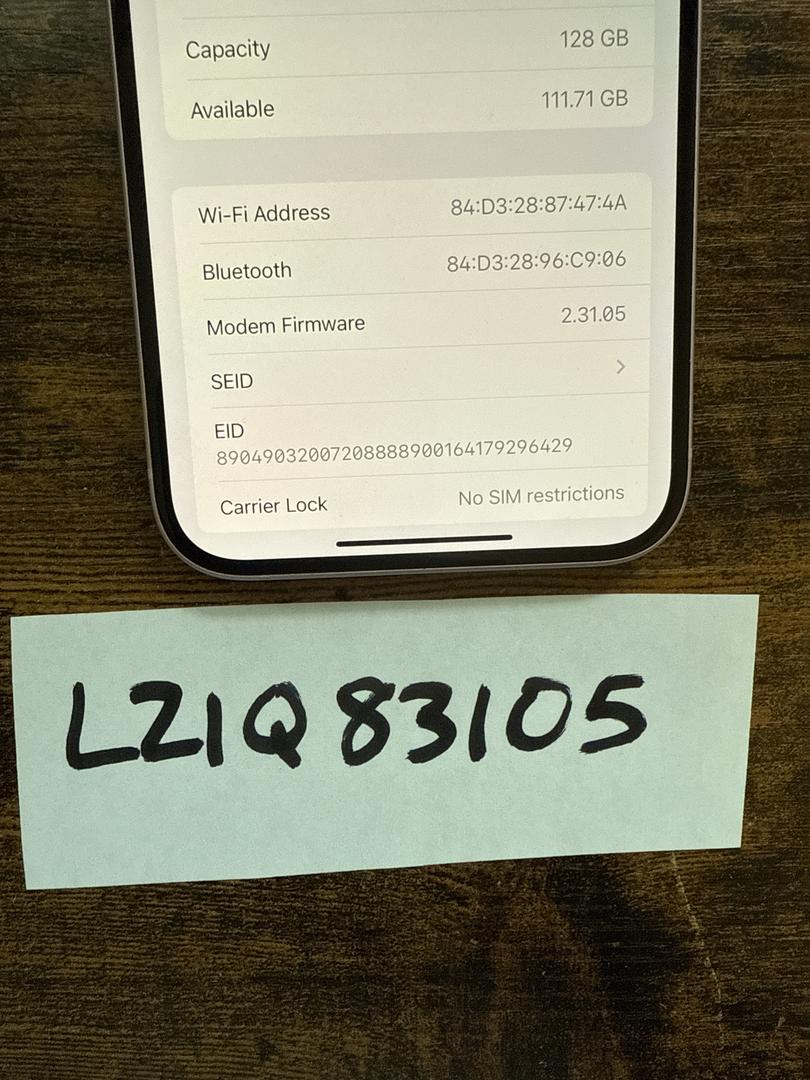 Capacity 128 GB
Available 111.71 GB
Wi-Fi Address 84:D3:28:87:47:4A
Bluetooth 84:D3:28:96:C9:06
Modem Firmware 2.31.05
SEID
EID
89049032007208888900164179296429
Carrier Lock No SIM restrictions
LZIQ83105